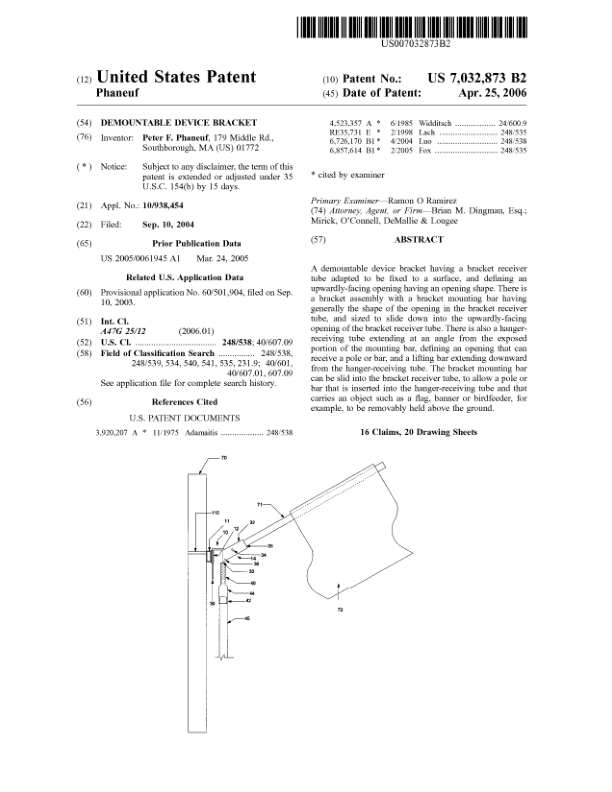 US007032873B2
(12) United States Patent
Phaneuf
(10) Patent No.: US 7,032,873 B2
(45) Date of Patent: Apr. 25, 2006
(54) DEMOUNTABLE DEVICE BRACKET
(76) Inventor: Peter F. Phaneuf, 179 Middle Rd.,
Southborough, MA (US) 01772
( * ) Notice: Subject to any disclaimer, the term of this
patent is extended or adjusted under 35
U.S.C. 154(b) by 15 days.
(21) Appl. No.: 10/938,454
(22) Filed: Sep. 10, 2004
(65) Prior Publication Data
US 2005/0061945 A1 Mar. 24, 2005
Related U.S. Application Data
(60) Provisional application No. 60/501,904, filed on Sep.
10, 2003.
(51) Int. Cl.
A47G 25/12 (2006.01)
(52) U.S. Cl. .................................. 248/538; 40/607.09
(58) Field of Classification Search ............... 248/538,
248/539, 534, 540, 541, 535, 231.9; 40/601,
40/607.01, 607.09
See application file for complete search history.
(56) References Cited
U.S. PATENT DOCUMENTS
3,920,207 A * 11/1975 Adamaitis ..................... 248/538
4,523,357 A * 6/1985 Widditsch .................... 24/600.9
RE35,731 E * 2/1998 Lach ............................ 248/535
6,726,170 B1 * 4/2004 Luo ............................. 248/538
6,857,614 B1 * 2/2005 Fox .............................. 248/535
* cited by examiner
Primary Examiner—Ramon O Ramirez
(74) Attorney, Agent, or Firm—Brian M. Dingman, Esq.;
Mirick, O'Connell, DeMallie & Lougee
(57) ABSTRACT
A demountable device bracket having a bracket receiver
tube adapted to be fixed to a surface, and defining an
upwardly-facing opening having an opening shape. There is
a bracket assembly with a bracket mounting bar having
generally the shape of the opening in the bracket receiver
tube, and sized to slide down into the upwardly-facing
opening of the bracket receiver tube. There is also a hanger-
receiving tube extending at an angle from the exposed
portion of the mounting bar, defining an opening that can
receive a pole or bar, and a lifting bar extending downward
from the hanger-receiving tube. The bracket mounting bar
can be slid into the bracket receiver tube, to allow a pole or
bar that is inserted into the hanger-receiving tube and that
carries an object such as a flag, banner or birdfeeder, for
example, to be removably held above the ground.
16 Claims, 20 Drawing Sheets
70
71
110
11
10
12
32
34
14
40
44
42
45
72